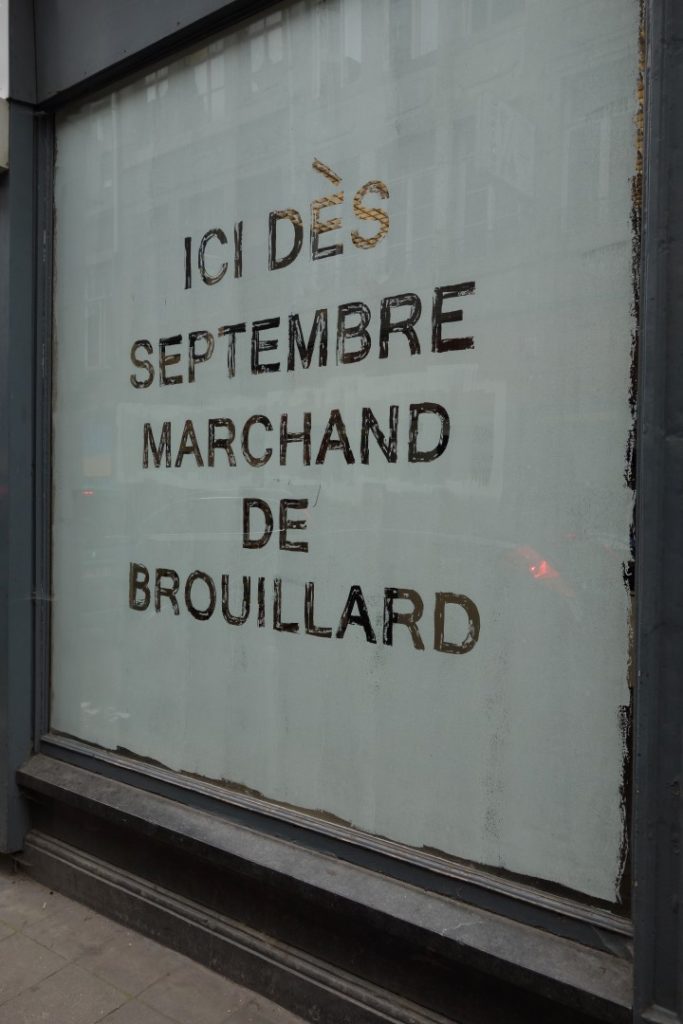 ICI DÈS
SEPTEMBRE
MARCHAND
DE
BROUILLARD